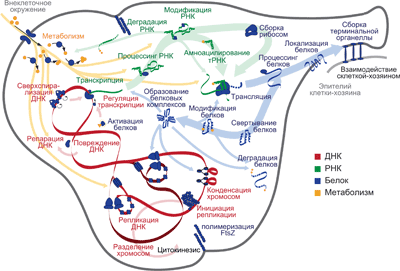 Внеклеточное
окружение
Метаболизм
Деградация
РНК
Модификация
РНК
Сборка
рибосом
Сборка
терминальной
органеллы
Локализация
белков
Процессинг РНК
Аминоацилирование
тРНК
Процессинг
белков
Взаимодействие
склеткой-хозяином
Эпителий
клетки-хозяина
Транскрипция
Трансляция
Сверхспира-
лизация
ДНК
Регуляция
транскрипции
Образование
белковых
комплексов
Модификация
белков
Свертывание
белков
Активация
белков
Репарация
ДНК
Повреждение
ДНК
Деградация
белков
Конденсация
хромосом
Инициация
репликации
Репликация
ДНК
Разделение
хромосом
Цитокинезис
полимеризация
FtsZ
ДНК
РНК
Белок
Метаболизм